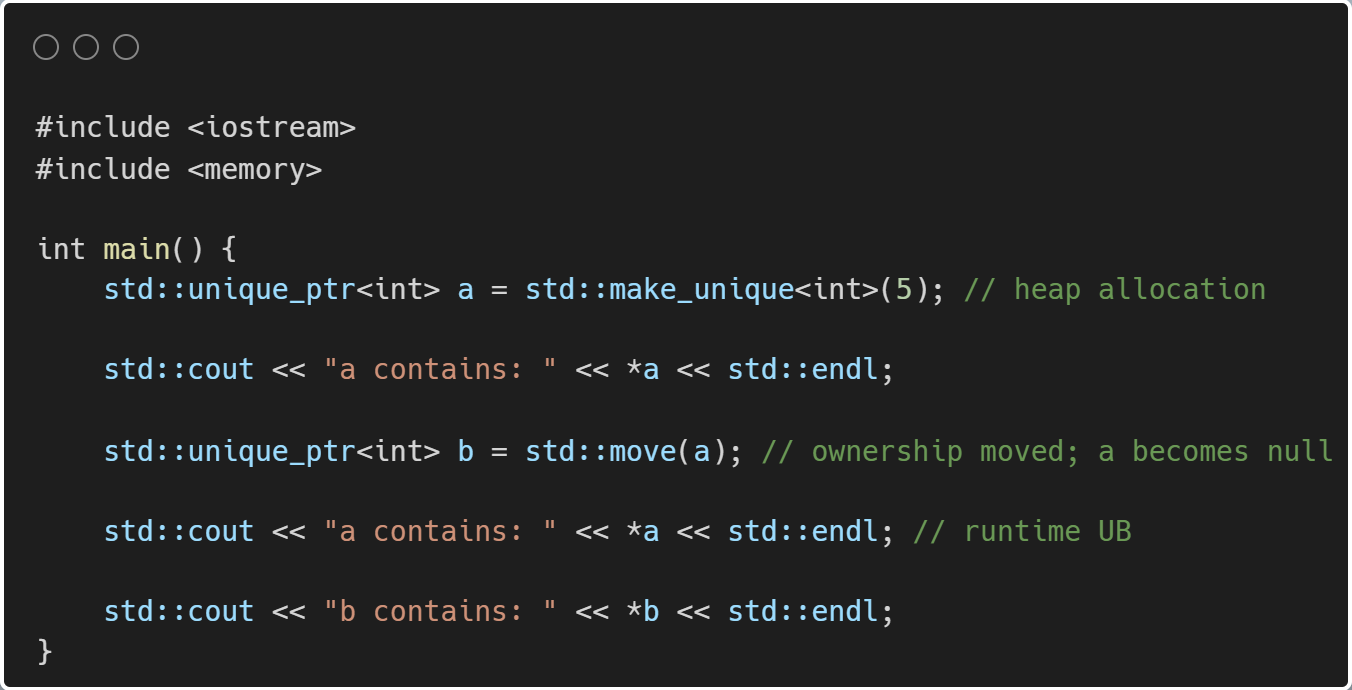 #include <iostream>
#include <memory>
int main() {
std::unique_ptr<int> a = std::make_unique<int>(5); // heap allocation
std::cout << "a contains: " << *a << std::endl;
std::unique_ptr<int> b = std::move(a); // ownership moved; a becomes null
std::cout << "a contains: " << *a << std::endl; // runtime UB
std::cout << "b contains: " << *b << std::endl;
}